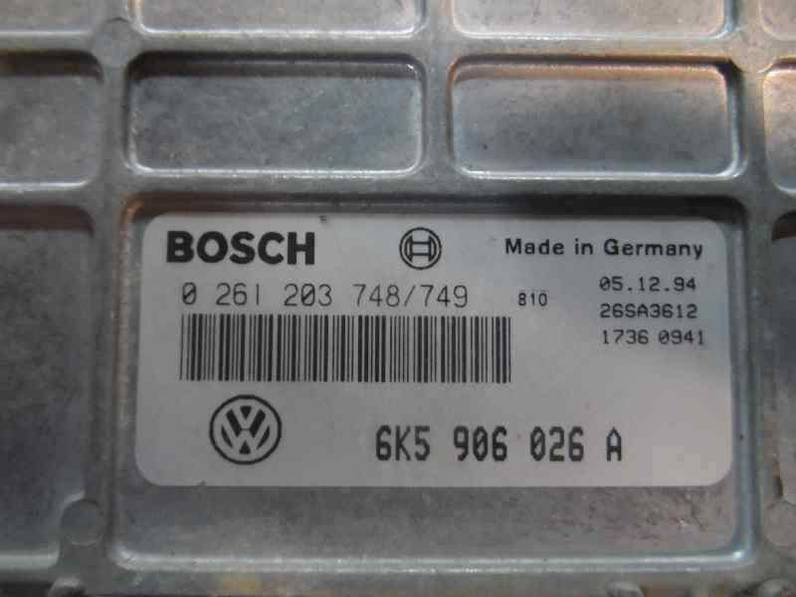 BOSCH Made in Germany
0 261 203 748/749 810 05.12.94
26SA3612
1736 0941
VW
6K5 906 026 A